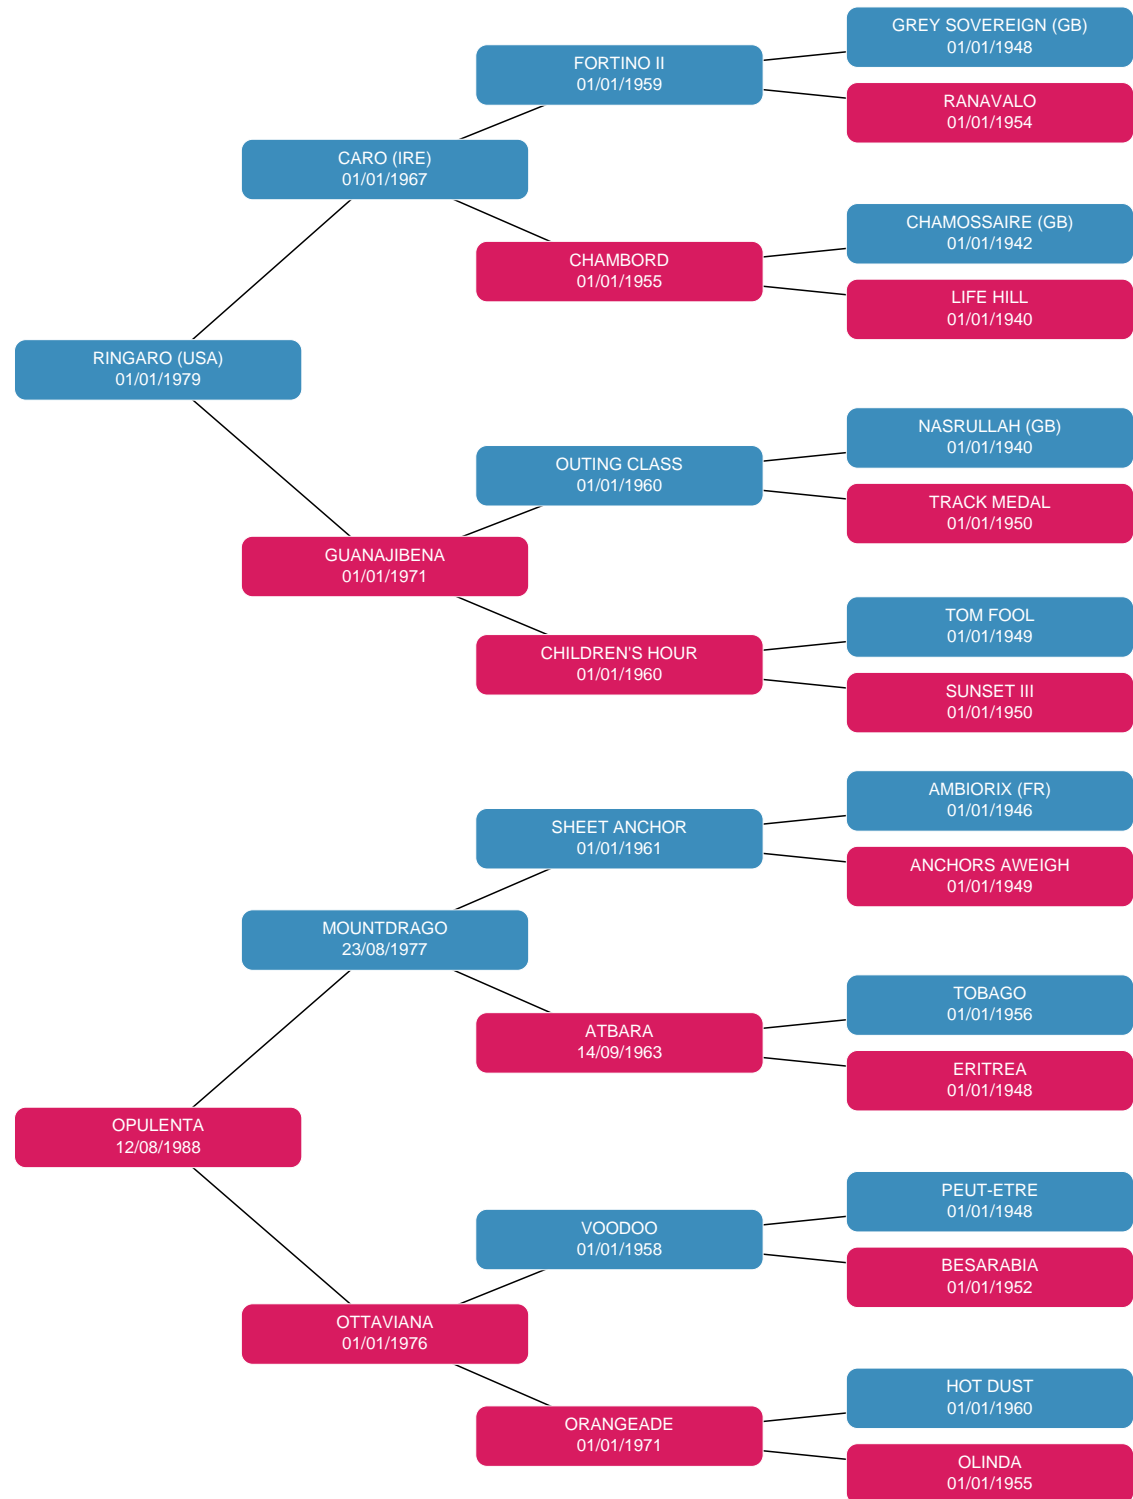 GREY SOVEREIGN (GB)
01/01/1948
FORTINO II
01/01/1959
RANAVALO
01/01/1954
CARO (IRE)
01/01/1967
CHAMOSSAIRE (GB)
01/01/1942
CHAMBORD
01/01/1955
LIFE HILL
01/01/1940
RINGARO (USA)
01/01/1979
NASRULLAH (GB)
01/01/1940
OUTING CLASS
01/01/1960
TRACK MEDAL
01/01/1950
GUANAJIBENA
01/01/1971
TOM FOOL
01/01/1949
CHILDREN'S HOUR
01/01/1960
SUNSET III
01/01/1950
AMBIORIX (FR)
01/01/1946
SHEET ANCHOR
01/01/1961
ANCHORS AWEIGH
01/01/1949
MOUNTDRAGO
23/08/1977
TOBAGO
01/01/1956
ATBARA
14/09/1963
ERITREA
01/01/1948
OPULENTA
12/08/1988
PEUT-ETRE
01/01/1948
VOODOO
01/01/1958
BESARABIA
01/01/1952
OTTAVIANA
01/01/1976
HOT DUST
01/01/1960
ORANGEADE
01/01/1971
OLINDA
01/01/1955